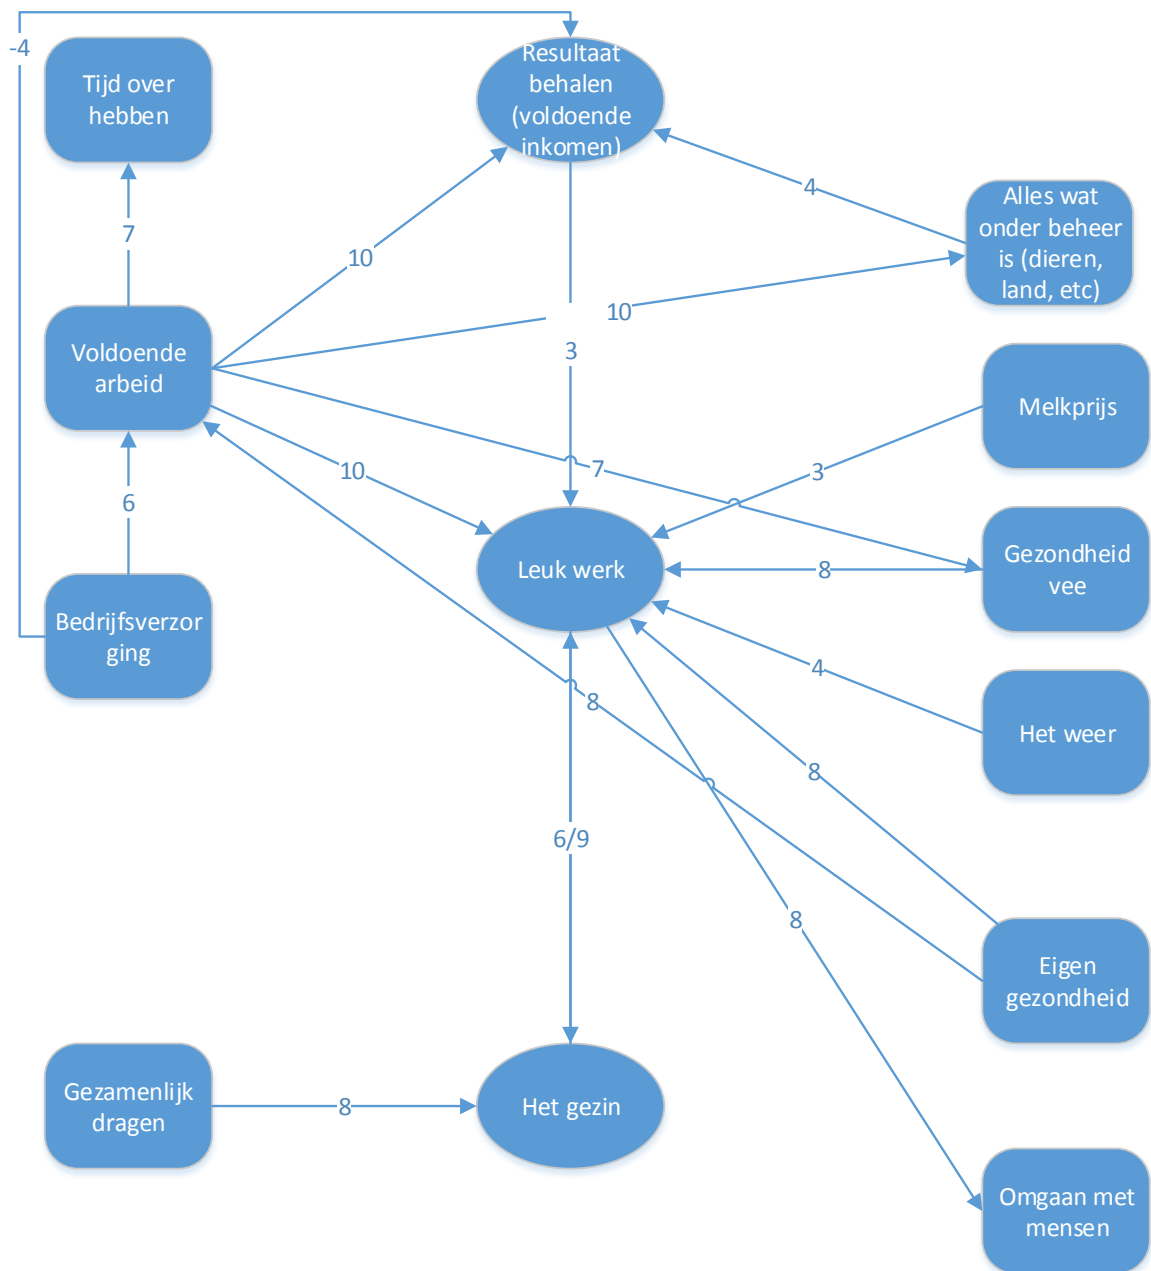 -4
Tijd over
hebben
Resultaat
behalen
(voldoende
inkomen)
4
Alles wat
onder beheer
is (dieren,
land, etc)
7
10
10
3
Voldoende
arbeid
Melkprijs
10
7
3
6
Leuk werk
8
Gezondheid
vee
Bedrijfsverzor
ging
4
8
Het weer
8
6/9
8
Eigen
gezondheid
Gezamenlijk
dragen
8
Het gezin
Omgaan met
mensen